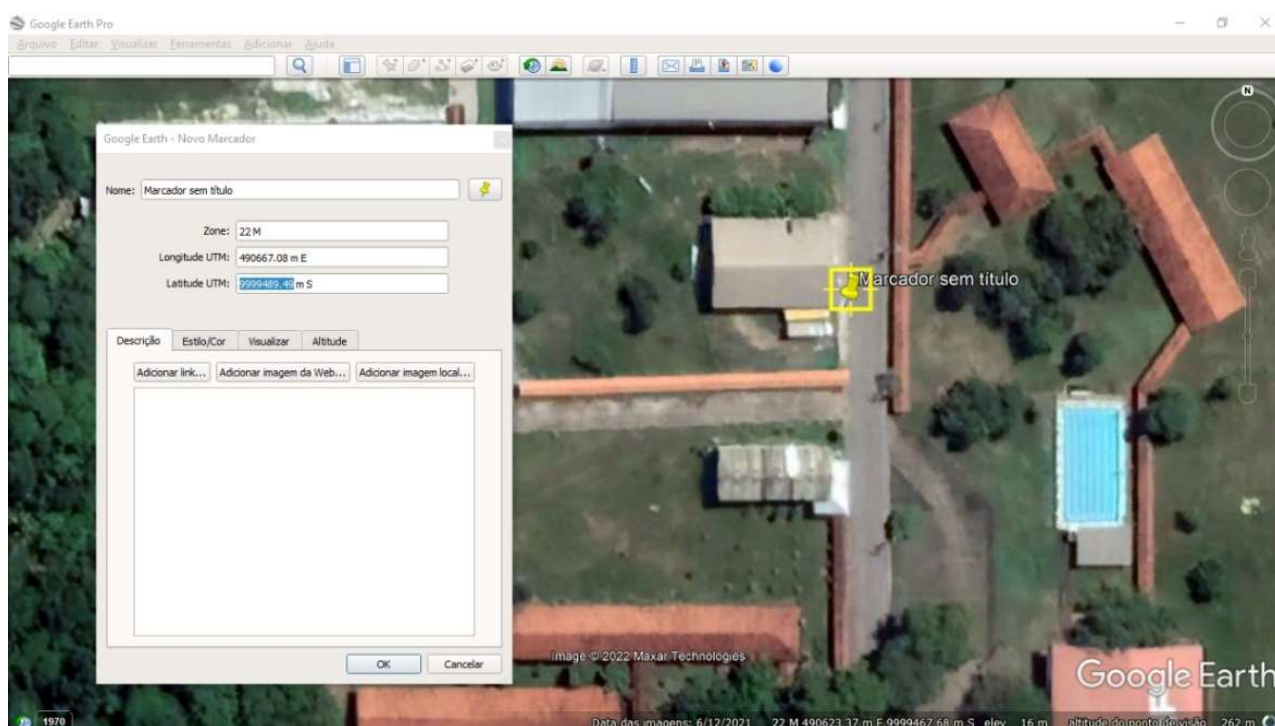 Google Earth Pro
Arquivo Editar Visualizar Ferramentas Adicionar Ajuda
N
Google Earth - Novo Marcador
Nome: Marcador sem título
Zone: 22 M
Longitude UTM: 490667.08 m E
Latitude UTM: 9999489.49 m S
Marcador sem título
Descrição Estilo/Cor Visualizar Altitude
Adicionar link... Adicionar imagem da Web... Adicionar imagem local...
OK Cancelar
Image © 2022 Maxar Technologies
Google Earth
1970 Data das imagens: 6/12/2021 22 M 490623.37 m E 9999467.68 m S elev 16 m altitude do ponto de visão 262 m